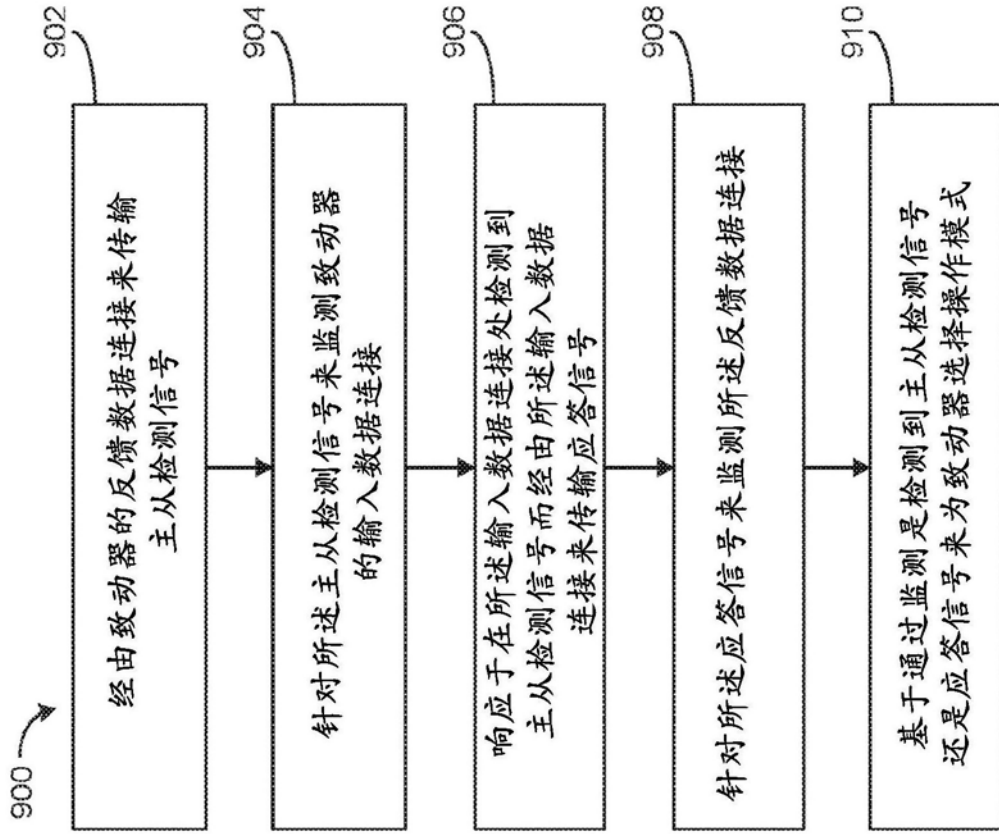 900
902
经由致动器的反馈数据连接来传输
主从检测信号
904
针对所述主从检测信号来监测致动器
的输入数据连接
906
响应于在所述输入数据连接处检测到
主从检测信号而经由所述输入数据
连接来传输应答信号
908
针对所述应答信号来监测所述反馈数据连接
910
基于通过监测是检测到主从检测信号
还是应答信号来为致动器选择操作模式